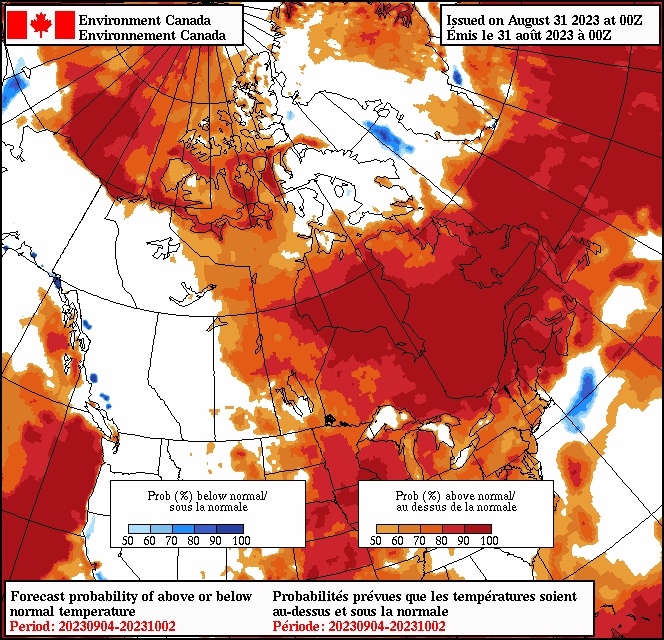 Environment Canada
Environnement Canada
Issued on August 31 2023 at 00Z
Émis le 31 août 2023 à 00Z
Prob (%) below normal/
sous la normale
50 60 70 80 90 100
Prob (%) above normal/
au dessus de la normale
50 60 70 80 90 100
Forecast probability of above or below
normal temperature
Period: 20230904-20231002
Probabilités prévues que les températures soient
au-dessus et sous la normale
Période: 20230904-20231002